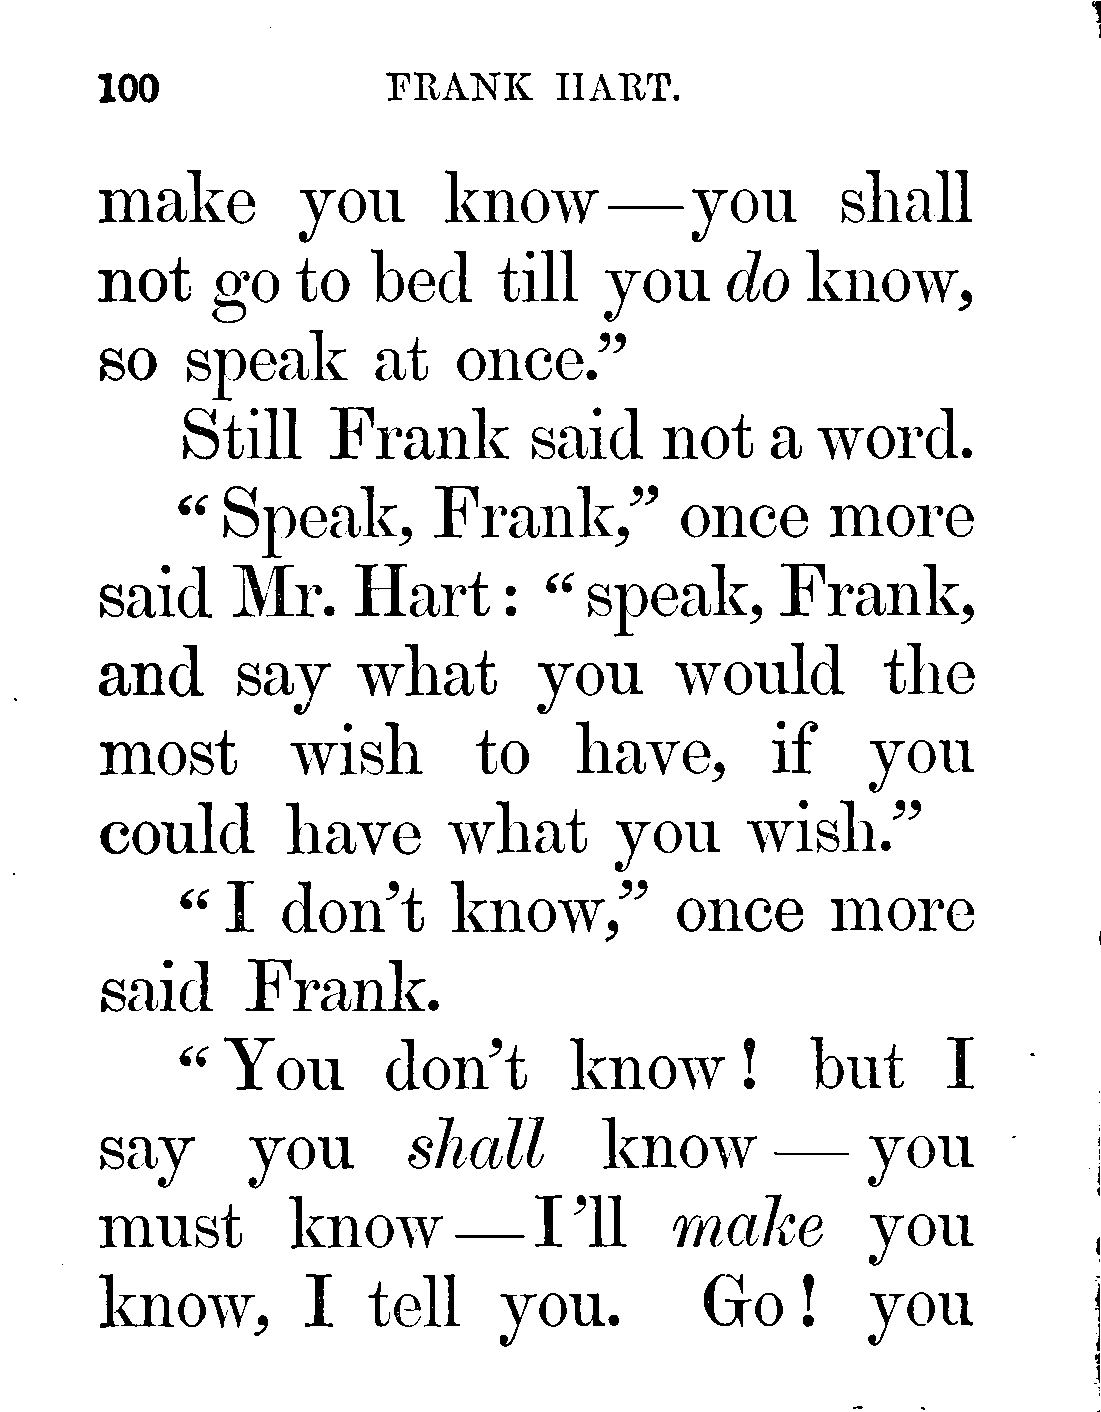 100 FRANK HART.
make you know—you shall
not go to bed till you do know,
so speak at once.”
Still Frank said not a word.
“Speak, Frank,” once more
said Mr. Hart: “speak, Frank,
and say what you would the
most wish to have, if you
could have what you wish.”
“I don’t know,” once more
said Frank.
“You don’t know! but I
say you shall know—you
must know—I’ll make you
know, I tell you. Go! you